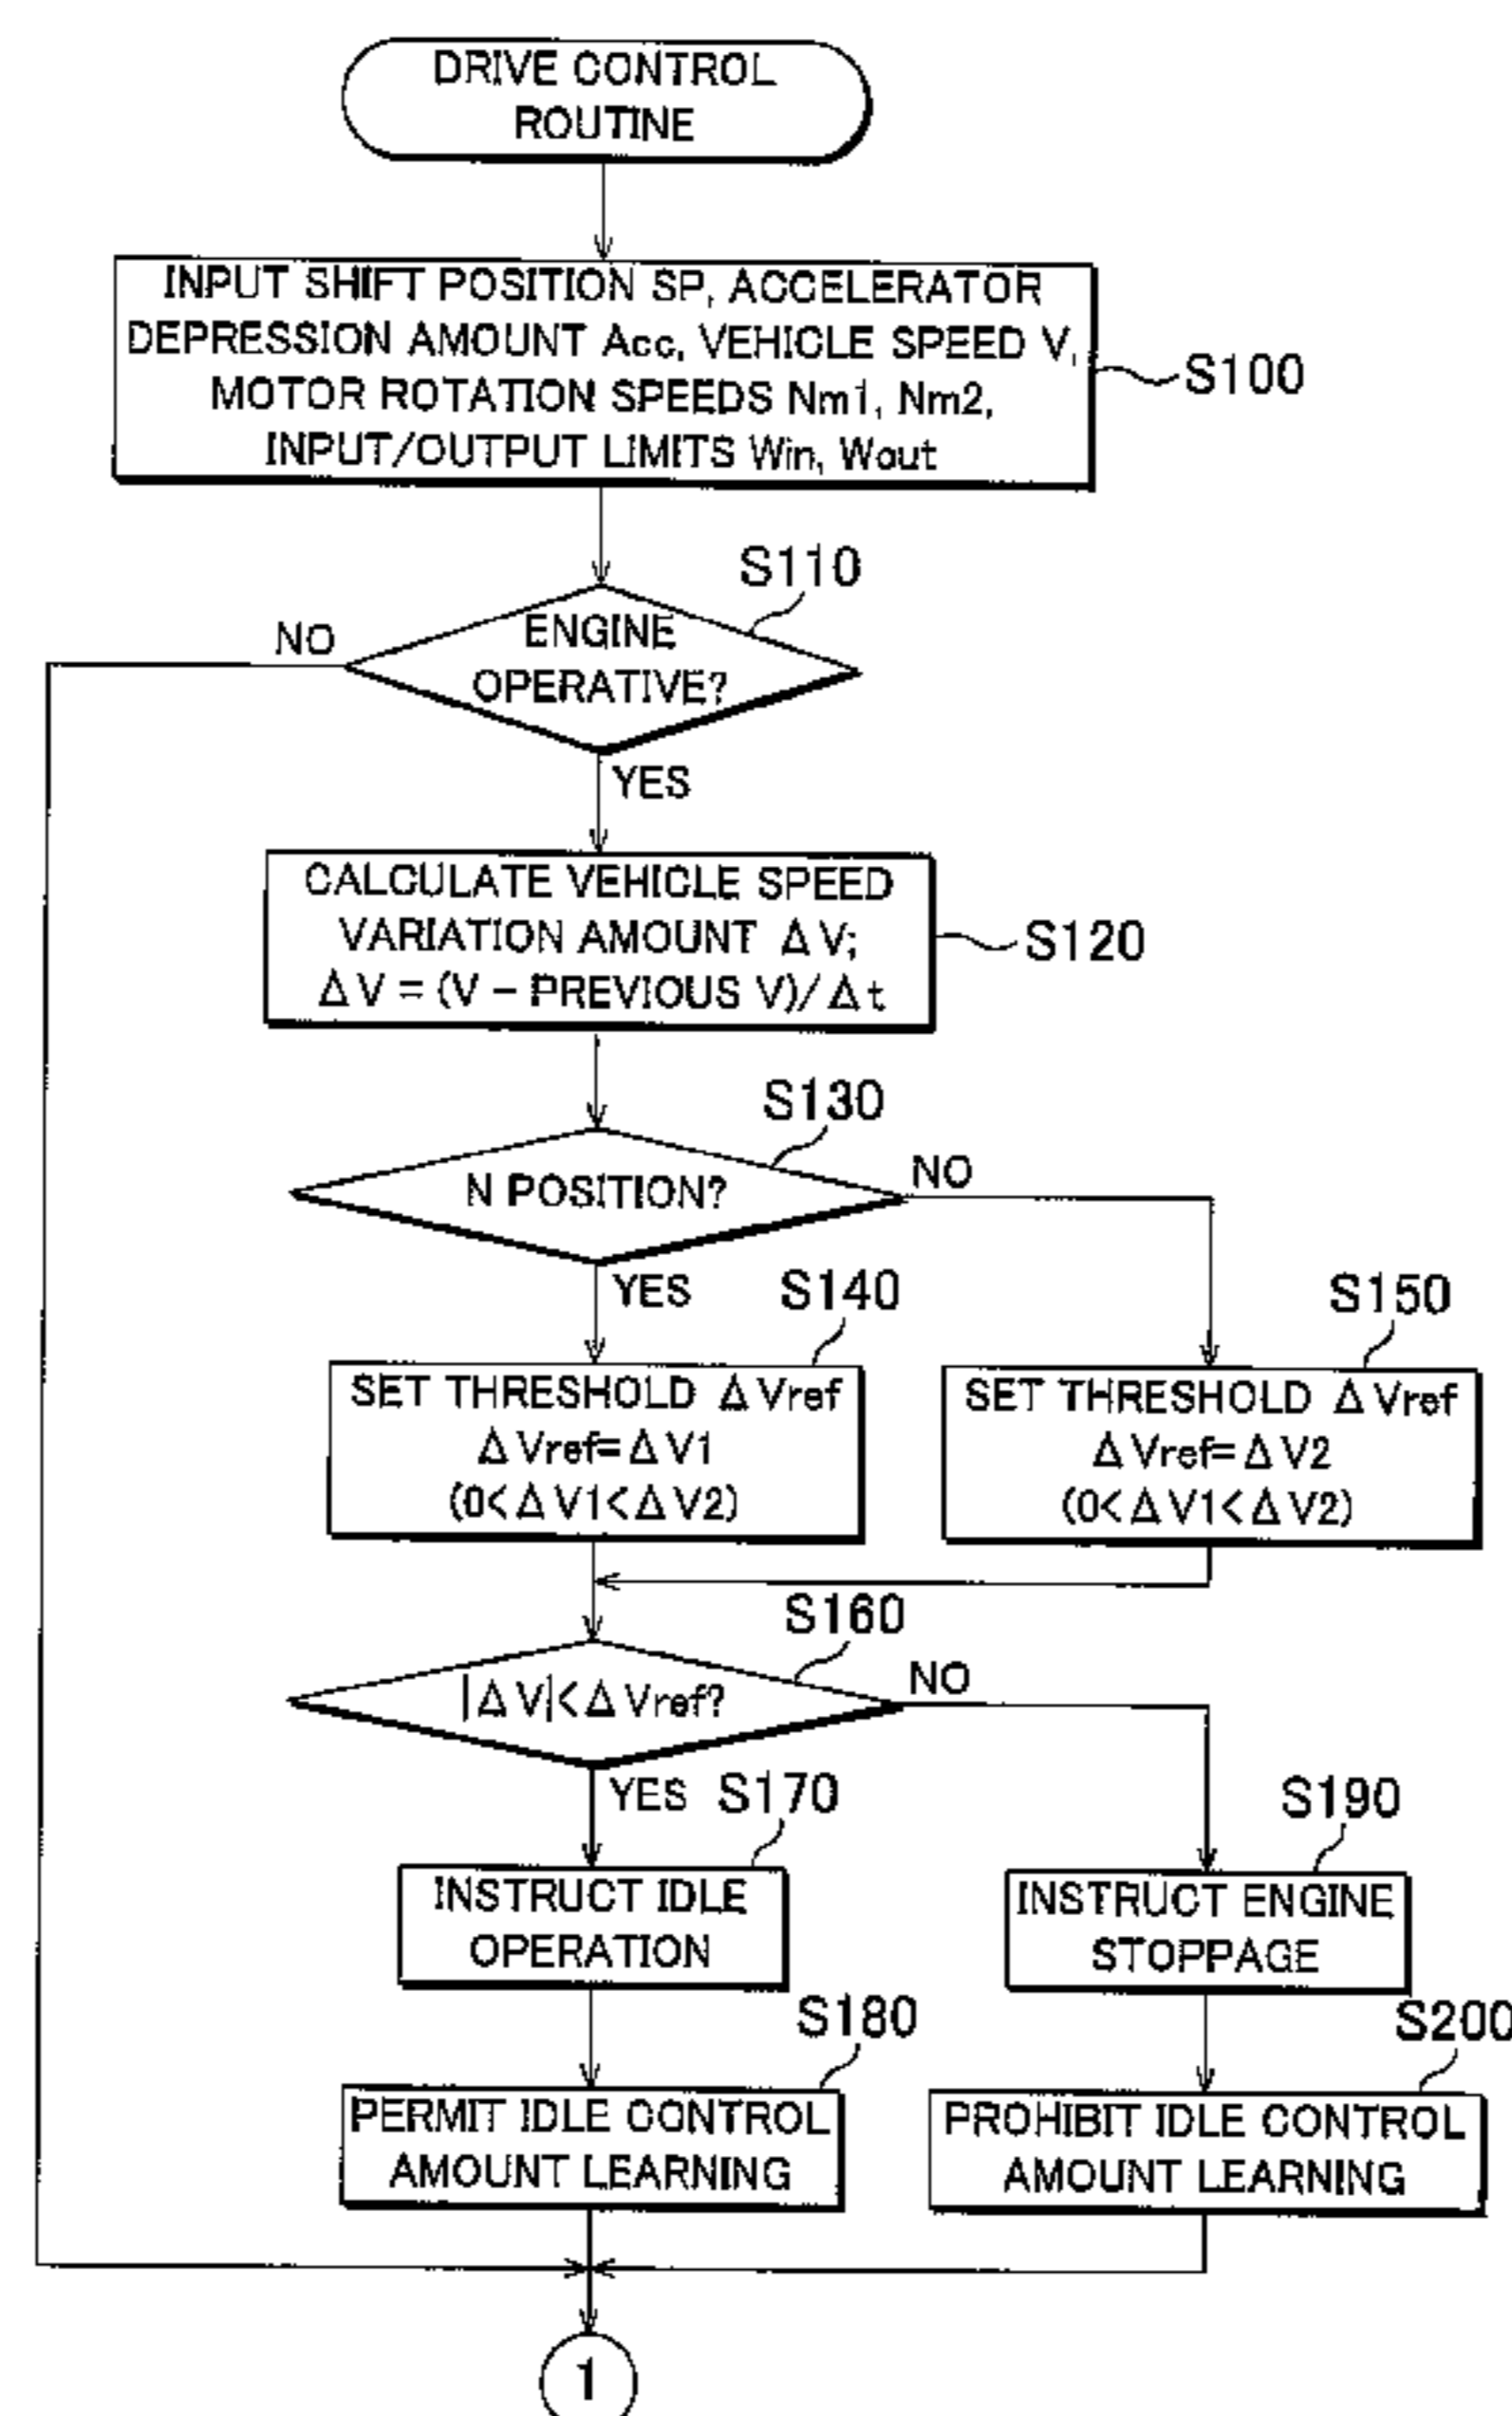 DRIVE CONTROL
ROUTINE
INPUT SHIFT POSITION SP, ACCELERATOR
DEPRESSION AMOUNT Acc, VEHICLE SPEED V,
MOTOR ROTATION SPEEDS Nm1, Nm2,
INPUT/OUTPUT LIMITS Win, Wout
S100
S110
NO
ENGINE
OPERATIVE?
YES
CALCULATE VEHICLE SPEED
VARIATION AMOUNT ΔV;
ΔV = (V − PREVIOUS V)/Δt
S120
S130
N POSITION?
NO
YES
S140
S150
SET THRESHOLD ΔVref
ΔVref=ΔV1
(0<ΔV1<ΔV2)
SET THRESHOLD ΔVref
ΔVref=ΔV2
(0<ΔV1<ΔV2)
S160
|ΔV|<ΔVref?
NO
YES
S170
S190
INSTRUCT IDLE
OPERATION
INSTRUCT ENGINE
STOPPAGE
S180
S200
PERMIT IDLE CONTROL
AMOUNT LEARNING
PROHIBIT IDLE CONTROL
AMOUNT LEARNING
1